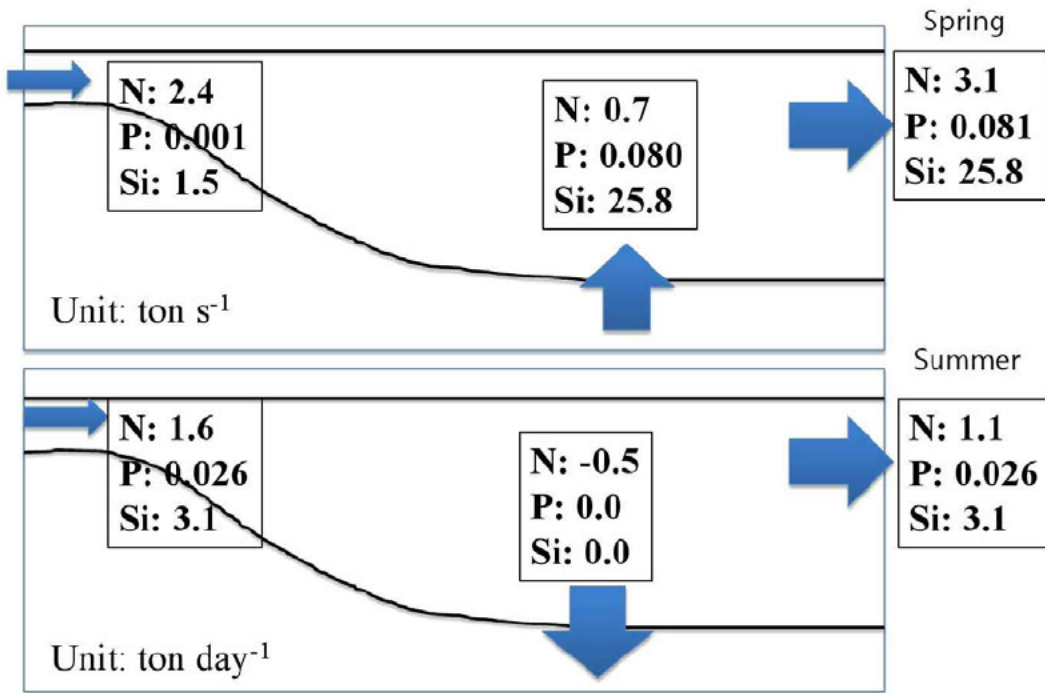 Spring
N: 2.4
P: 0.001
Si: 1.5
N: 0.7
P: 0.080
Si: 25.8
N: 3.1
P: 0.081
Si: 25.8
Unit: ton s⁻¹
Summer
N: 1.6
P: 0.026
Si: 3.1
N: -0.5
P: 0.0
Si: 0.0
N: 1.1
P: 0.026
Si: 3.1
Unit: ton day⁻¹